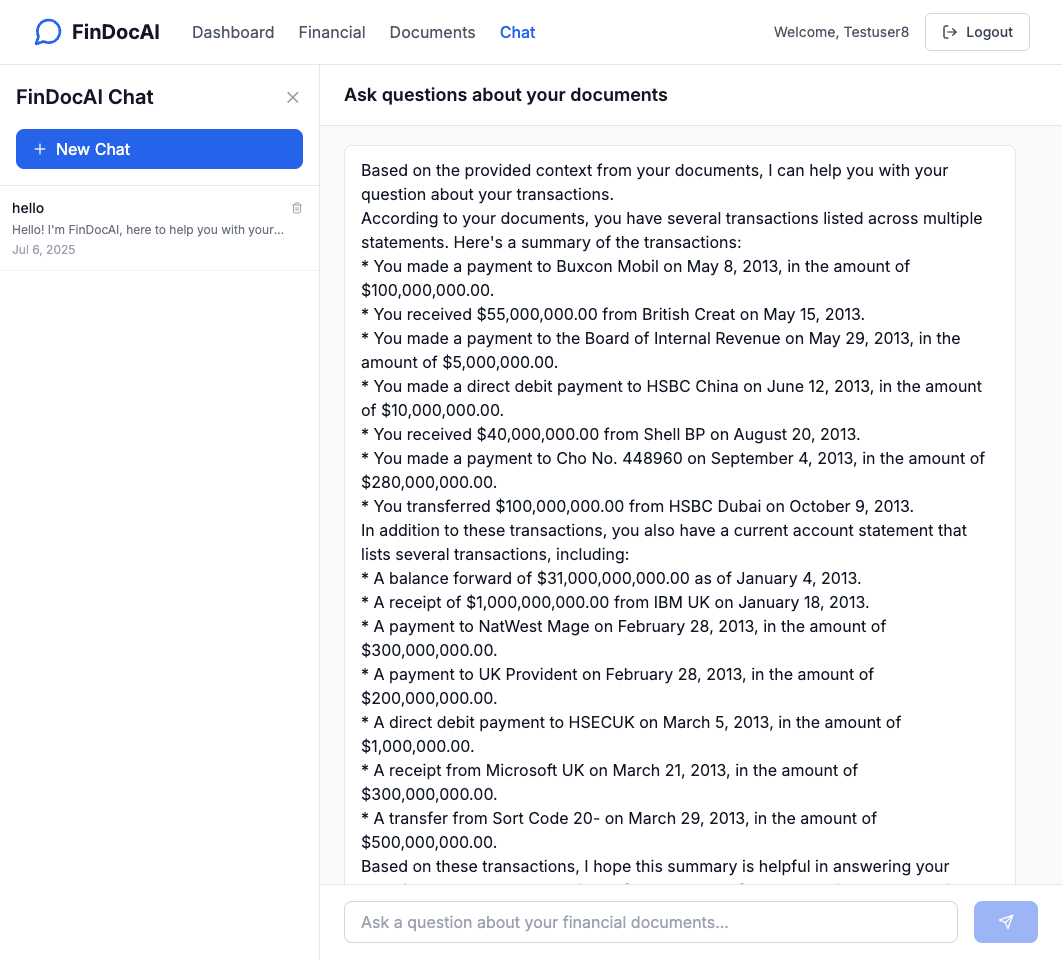 FinDocAI
Dashboard
Financial
Documents
Chat
Welcome, Testuser8
Logout
FinDocAI Chat
New Chat
hello
Hello! I'm FinDocAI, here to help you with your...
Jul 6, 2025
Ask questions about your documents
Based on the provided context from your documents, I can help you with your
question about your transactions.
According to your documents, you have several transactions listed across multiple
statements. Here's a summary of the transactions:
* You made a payment to Buxcon Mobil on May 8, 2013, in the amount of
$100,000,000.00.
* You received $55,000,000.00 from British Creat on May 15, 2013.
* You made a payment to the Board of Internal Revenue on May 29, 2013, in the
amount of $5,000,000.00.
* You made a direct debit payment to HSBC China on June 12, 2013, in the amount
of $10,000,000.00.
* You received $40,000,000.00 from Shell BP on August 20, 2013.
* You made a payment to Cho No. 448960 on September 4, 2013, in the amount of
$280,000,000.00.
* You transferred $100,000,000.00 from HSBC Dubai on October 9, 2013.
In addition to these transactions, you also have a current account statement that
lists several transactions, including:
* A balance forward of $31,000,000,000.00 as of January 4, 2013.
* A receipt of $1,000,000,000.00 from IBM UK on January 18, 2013.
* A payment to NatWest Mage on February 28, 2013, in the amount of
$300,000,000.00.
* A payment to UK Provident on February 28, 2013, in the amount of
$200,000,000.00.
* A direct debit payment to HSECUK on March 5, 2013, in the amount of
$1,000,000.00.
* A receipt from Microsoft UK on March 21, 2013, in the amount of
$300,000,000.00.
* A transfer from Sort Code 20- on March 29, 2013, in the amount of
$500,000,000.00.
Based on these transactions, I hope this summary is helpful in answering your
Ask a question about your financial documents...